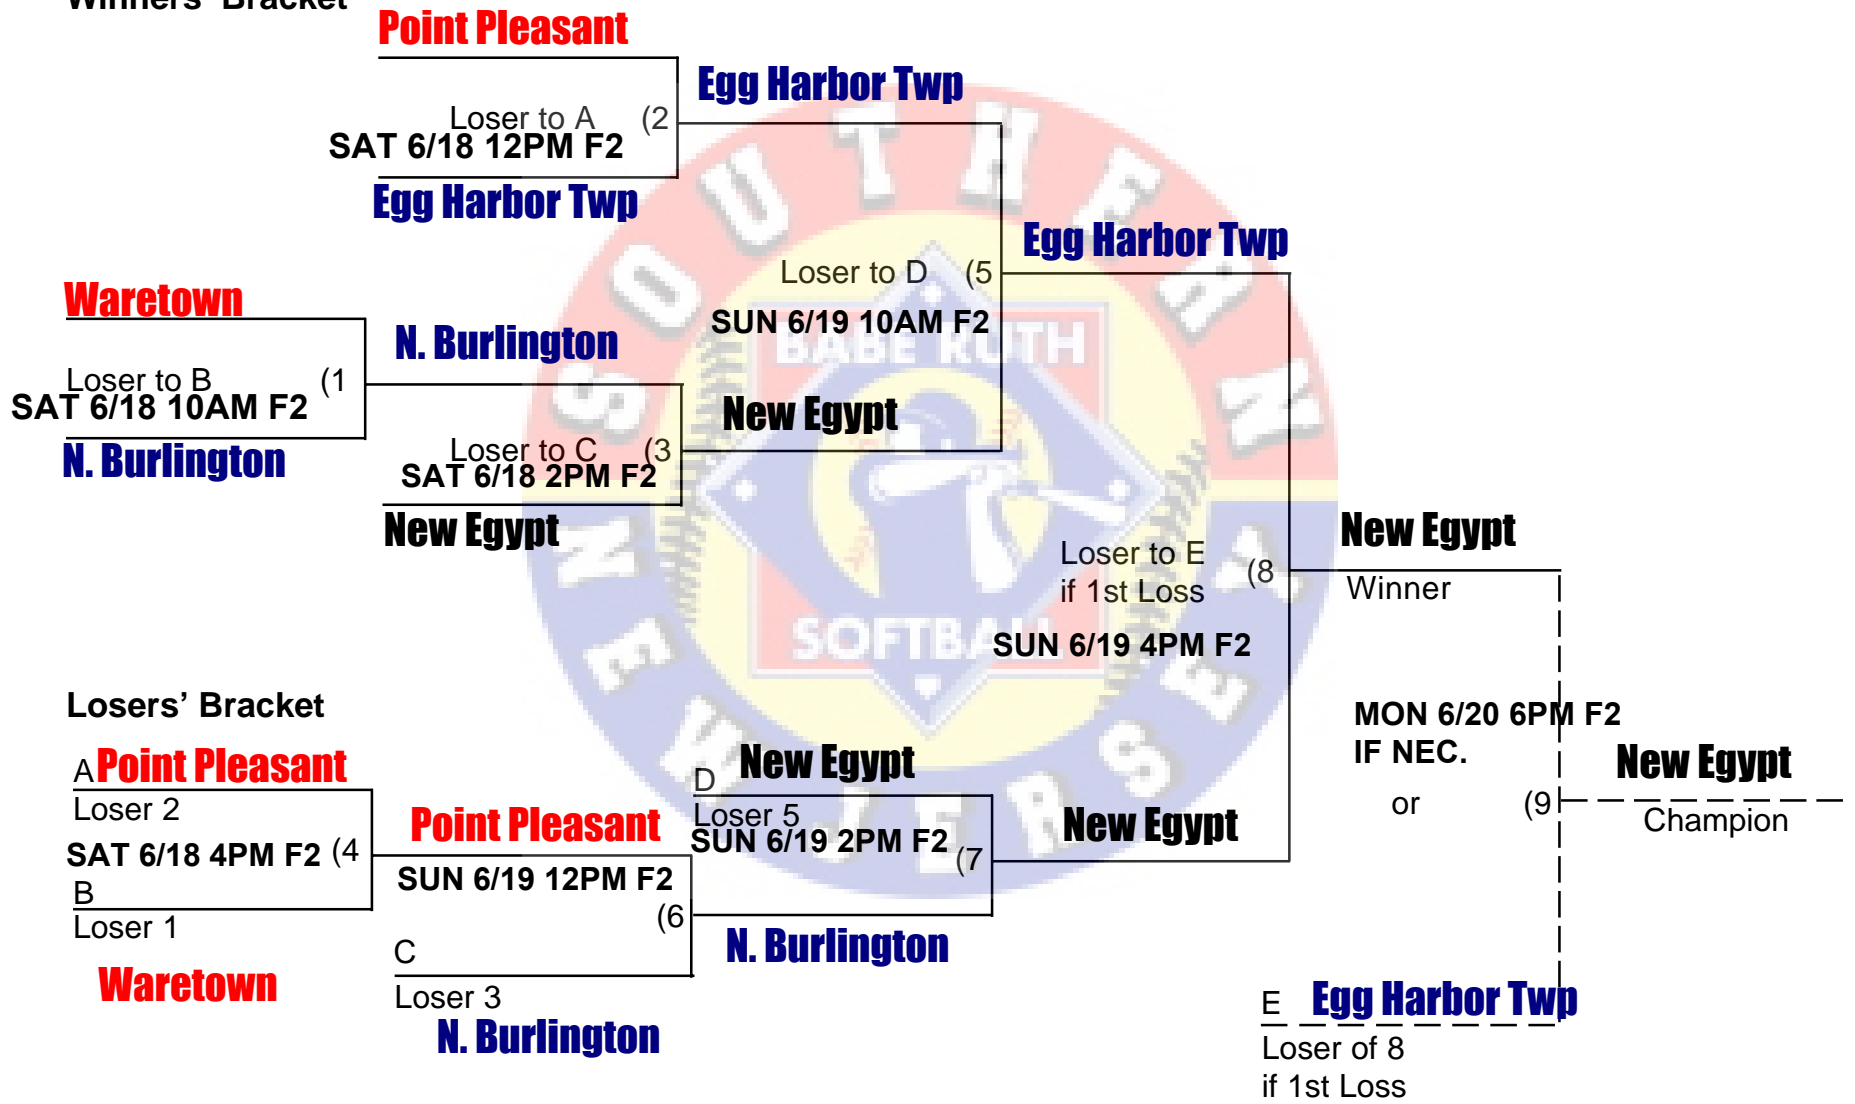 Winners' Bracket
Point Pleasant
Egg Harbor Twp
Loser to A (2
SAT 6/18 12PM F2
Egg Harbor Twp
Egg Harbor Twp
Loser to D (5
SUN 6/19 10AM F2
Waretown
N. Burlington
Loser to B (1
SAT 6/18 10AM F2
N. Burlington
New Egypt
Loser to C (3
SAT 6/18 2PM F2
New Egypt
SOUTHERN
NEW JERSEY
BABE RUTH
SOFTBALL
New Egypt
Winner
Loser to E
if 1st Loss
(8
SUN 6/19 4PM F2
Losers’ Bracket
A Point Pleasant
Loser 2
SAT 6/18 4PM F2 (4
B
Loser 1
Waretown
Point Pleasant
SUN 6/19 12PM F2
(6
C
Loser 3
N. Burlington
D New Egypt
Loser 5
SUN 6/19 2PM F2 (7
N. Burlington
New Egypt
MON 6/20 6PM F2
IF NEC.
or (9
New Egypt
Champion
E Egg Harbor Twp
Loser of 8
if 1st Loss